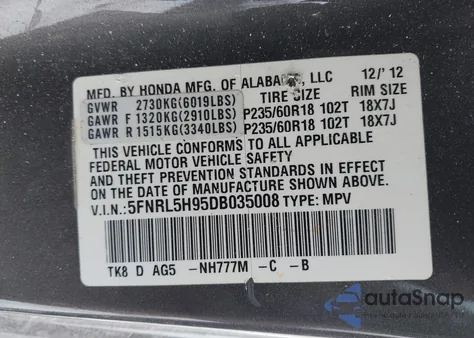 MFD. BY HONDA MFG. OF ALABAMA, LLC 12/'12
TIRE SIZE RIM SIZE
GVWR 2730KG(6019LBS)
GAWR F 1320KG(2910LBS) P235/60R18 102T 18X7J
GAWR R 1515KG(3340LBS) P235/60R18 102T 18X7J
THIS VEHICLE CONFORMS TO ALL APPLICABLE
FEDERAL MOTOR VEHICLE SAFETY
AND THEFT PREVENTION STANDARDS IN EFFECT
ON THE DATE OF MANUFACTURE SHOWN ABOVE.
V.I.N.: 5FNRL5H95DB035008 TYPE: MPV
TK8 D AG5 -NH777M -C -B
autoSnap